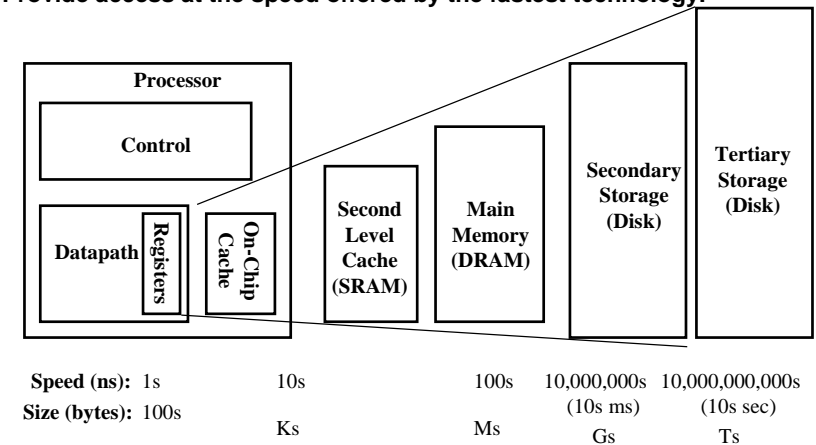 Provide access at the speed offered by the fastest technology.
Processor
Control
Datapath
Registers
On-Chip
Cache
Second
Level
Cache
(SRAM)
Main
Memory
(DRAM)
Secondary
Storage
(Disk)
Tertiary
Storage
(Disk)
Speed (ns): 1s 10s 100s 10,000,000s 10,000,000,000s
(10s ms) (10s sec)
Size (bytes): 100s
Ks Ms Gs Ts